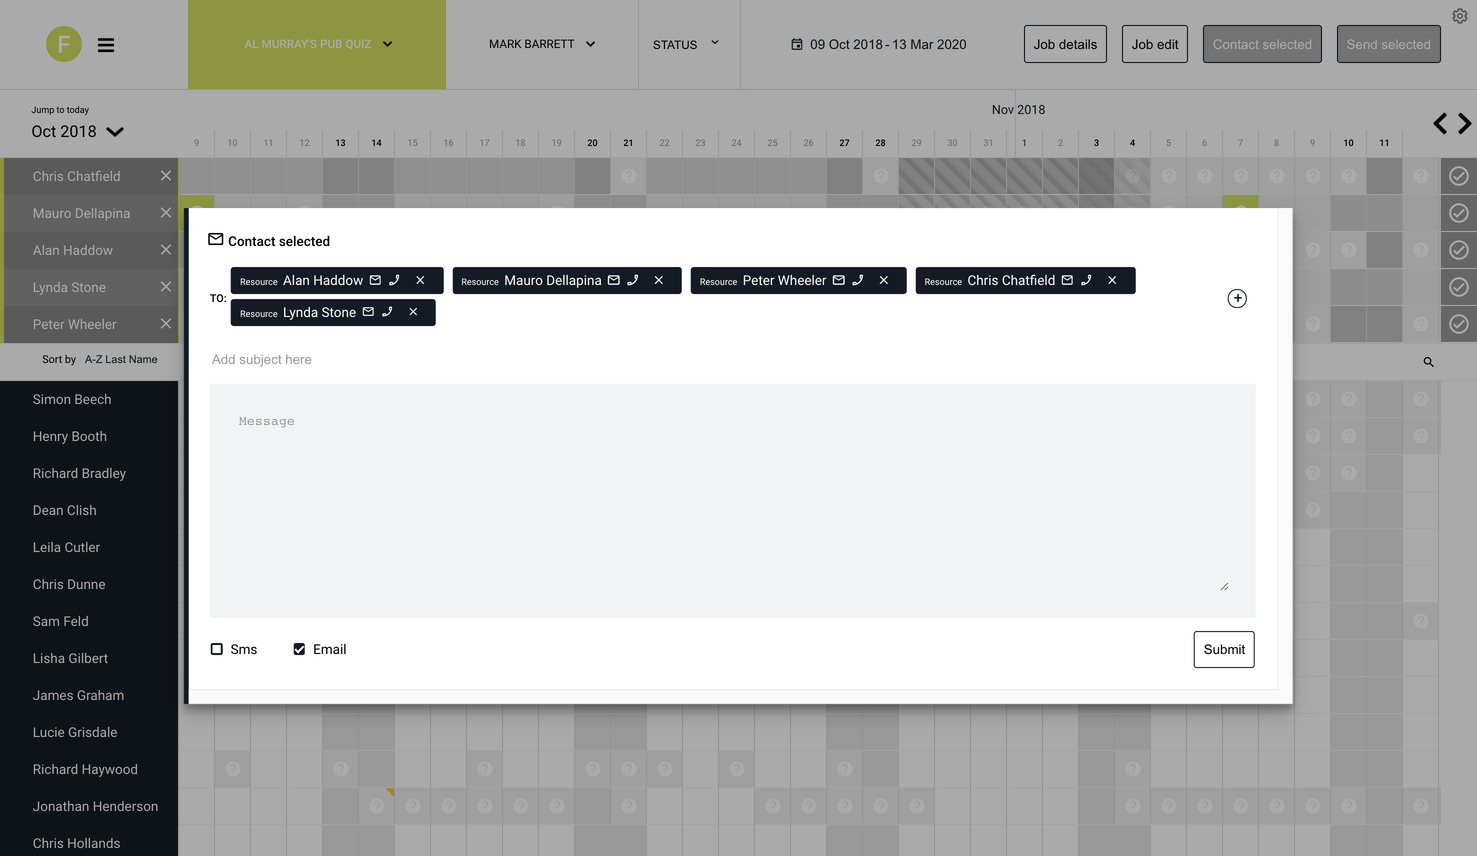 F
AL MURRAY'S PUB QUIZ
MARK BARRETT
STATUS
09 Oct 2018 - 13 Mar 2020
Job details
Job edit
Contact selected
Send selected
Jump to today
Oct 2018
Nov 2018
9 10 11 12 13 14 15 16 17 18 19 20 21 22 23 24 25 26 27 28 29 30 31 1 2 3 4 5 6 7 8 9 10 11
Chris Chatfield
Mauro Dellapina
Alan Haddow
Lynda Stone
Peter Wheeler
Sort by A-Z Last Name
Simon Beech
Henry Booth
Richard Bradley
Dean Clish
Leila Cutler
Chris Dunne
Sam Feld
Lisha Gilbert
James Graham
Lucie Grisdale
Richard Haywood
Jonathan Henderson
Chris Hollands
Contact selected
TO:
Resource Alan Haddow
Resource Mauro Dellapina
Resource Peter Wheeler
Resource Chris Chatfield
Resource Lynda Stone
Add subject here
Message
Sms
Email
Submit